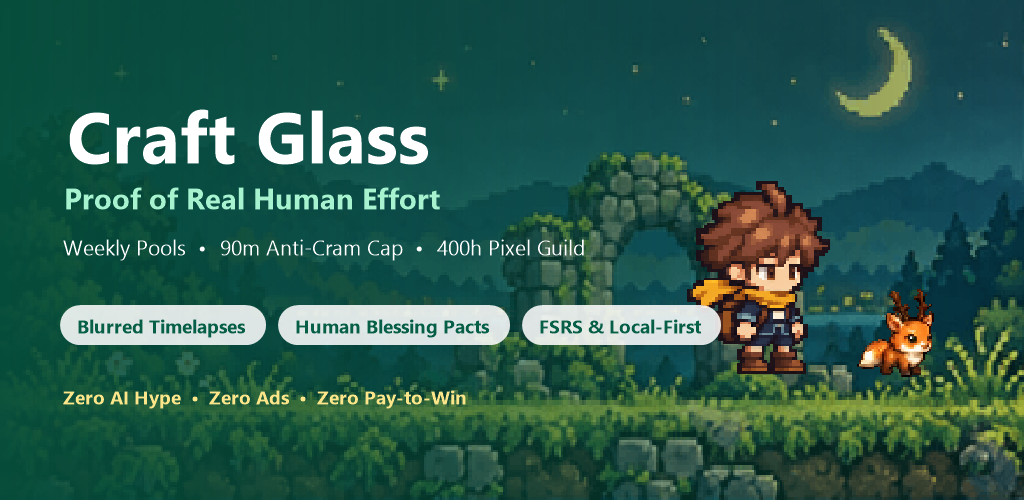 Craft Glass
Proof of Real Human Effort
Weekly Pools • 90m Anti-Cram Cap • 400h Pixel Guild
Blurred Timelapses Human Blessing Pacts FSRS & Local-First
Zero AI Hype • Zero Ads • Zero Pay-to-Win